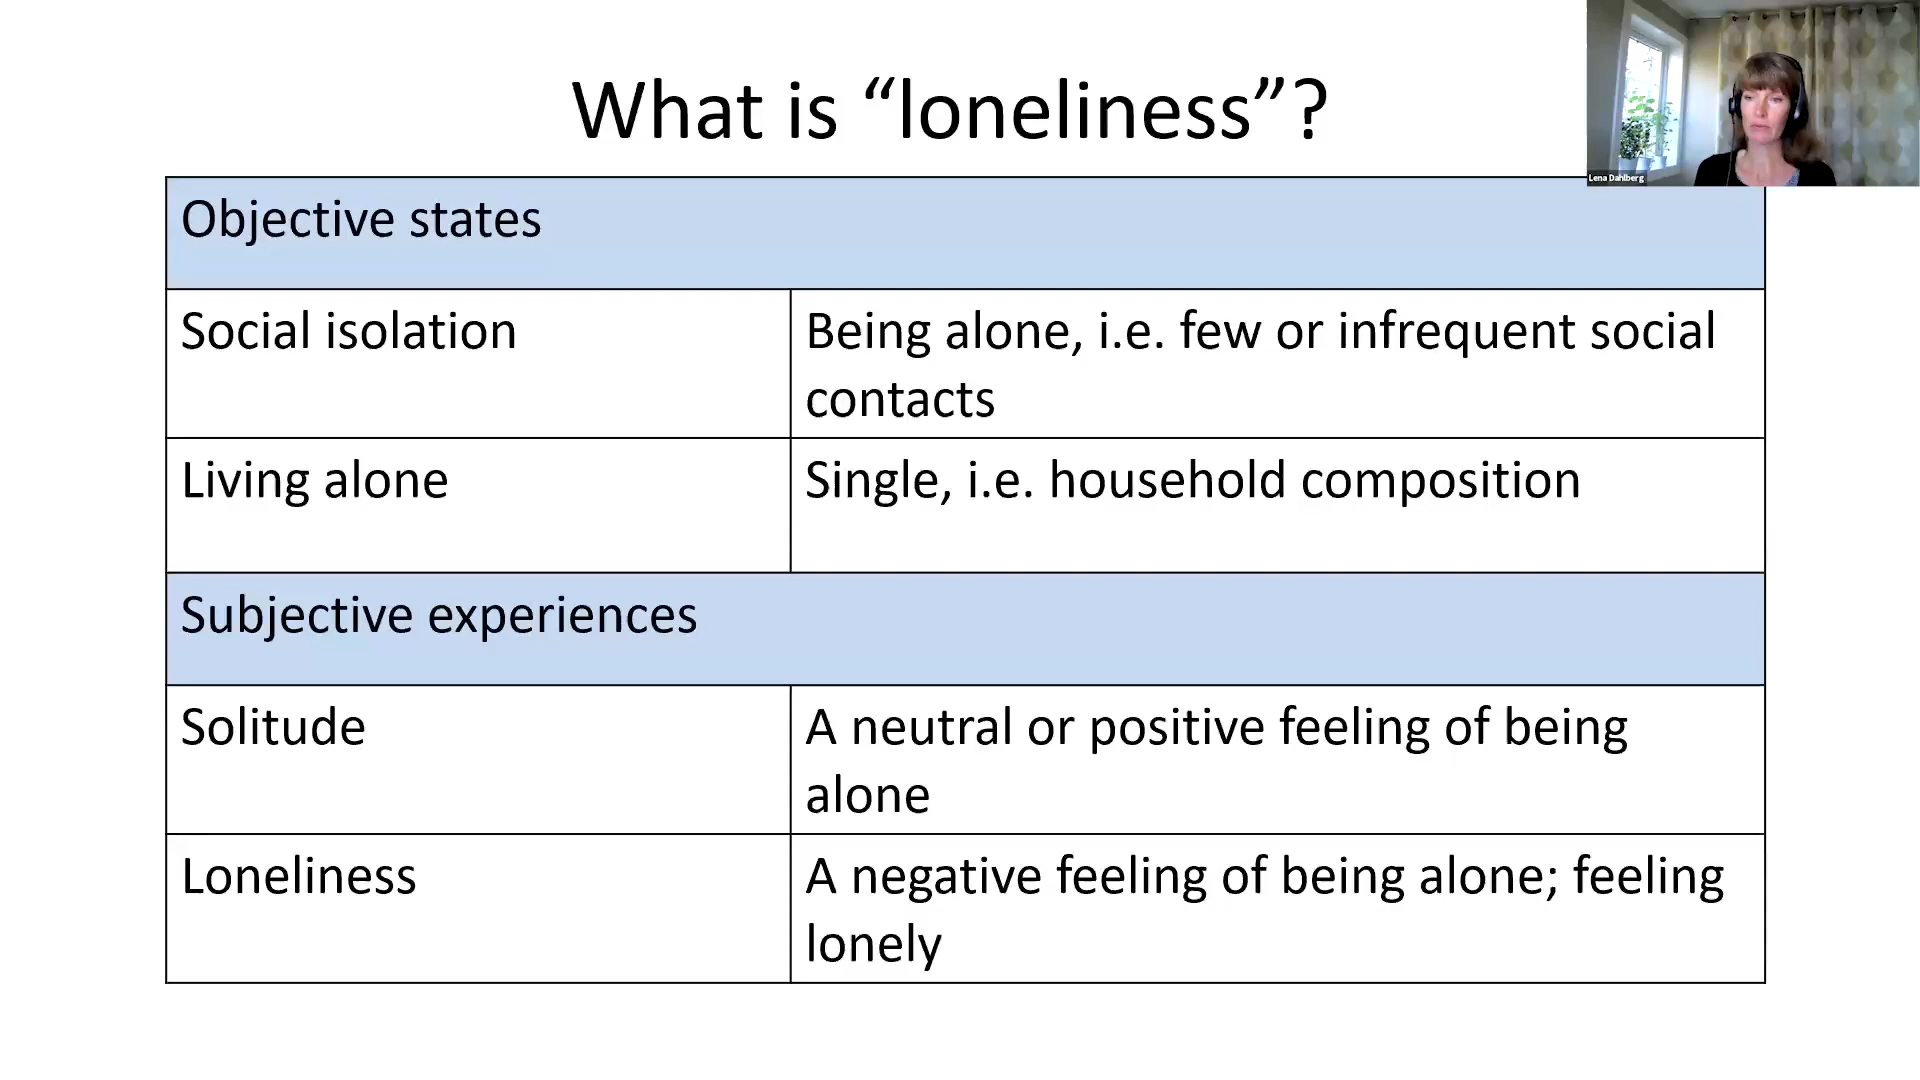 What is “loneliness”?
Lena Dahlberg
Objective states
Social isolation
Being alone, i.e. few or infrequent social
contacts
Living alone
Single, i.e. household composition
Subjective experiences
Solitude
A neutral or positive feeling of being
alone
Loneliness
A negative feeling of being alone; feeling
lonely